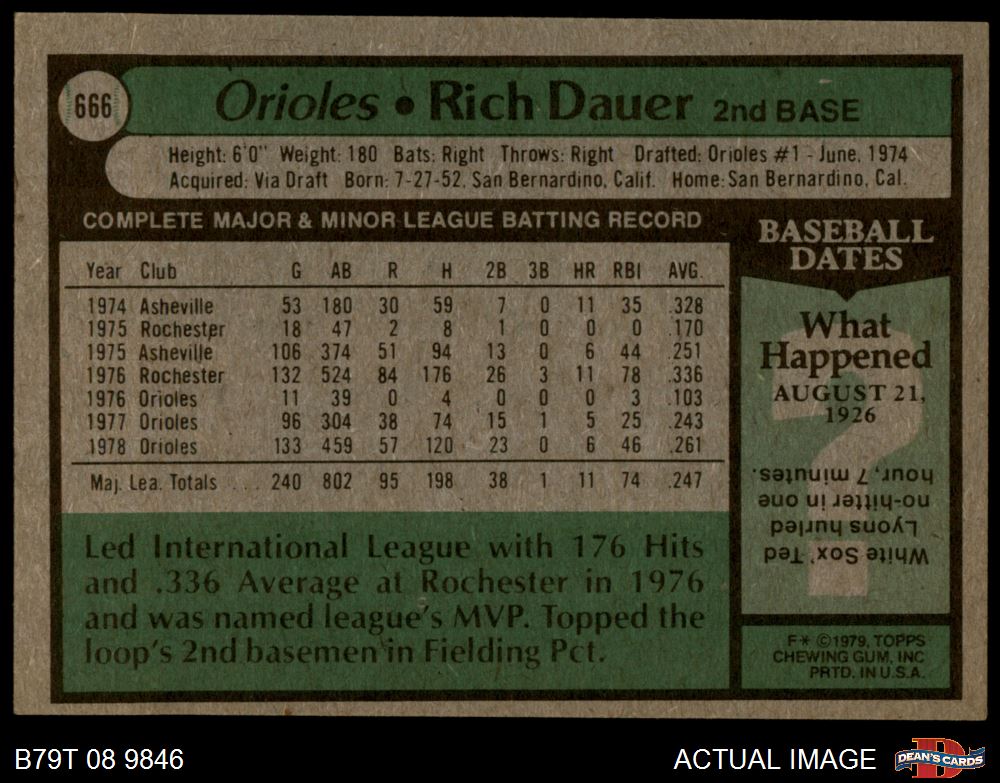 666
Orioles • Rich Dauer 2nd BASE
Height: 6'0" Weight: 180 Bats: Right Throws: Right Drafted: Orioles #1 - June, 1974
Acquired: Via Draft Born: 7-27-52, San Bernardino, Calif. Home: San Bernardino, Cal.
COMPLETE MAJOR & MINOR LEAGUE BATTING RECORD
Year Club G AB R H 2B 3B HR RBI AVG.
1974 Asheville 53 180 30 59 7 0 11 35 .328
1975 Rochester 18 47 2 8 1 0 0 0 .170
1975 Asheville 106 374 51 94 13 0 6 44 .251
1976 Rochester 132 524 84 176 26 3 11 78 .336
1976 Orioles 11 39 0 4 0 0 0 3 .103
1977 Orioles 96 304 38 74 15 1 5 25 .243
1978 Orioles 133 459 57 120 23 0 6 46 .261
Maj. Lea. Totals ... 240 802 95 198 38 1 11 74 .247
Led International League with 176 Hits
and .336 Average at Rochester in 1976
and was named league's MVP. Topped the
loop's 2nd basemen in Fielding Pct.
BASEBALL
DATES
?
What
Happened
AUGUST 21,
1926
White Sox' Ted
Lyons hurled
no-hitter in one
hour, 7 minutes.
F* ©1979, TOPPS
CHEWING GUM, INC
PRTD. IN U.S.A.
B79T 08 9846
ACTUAL IMAGE
D
DEAN'S CARDS